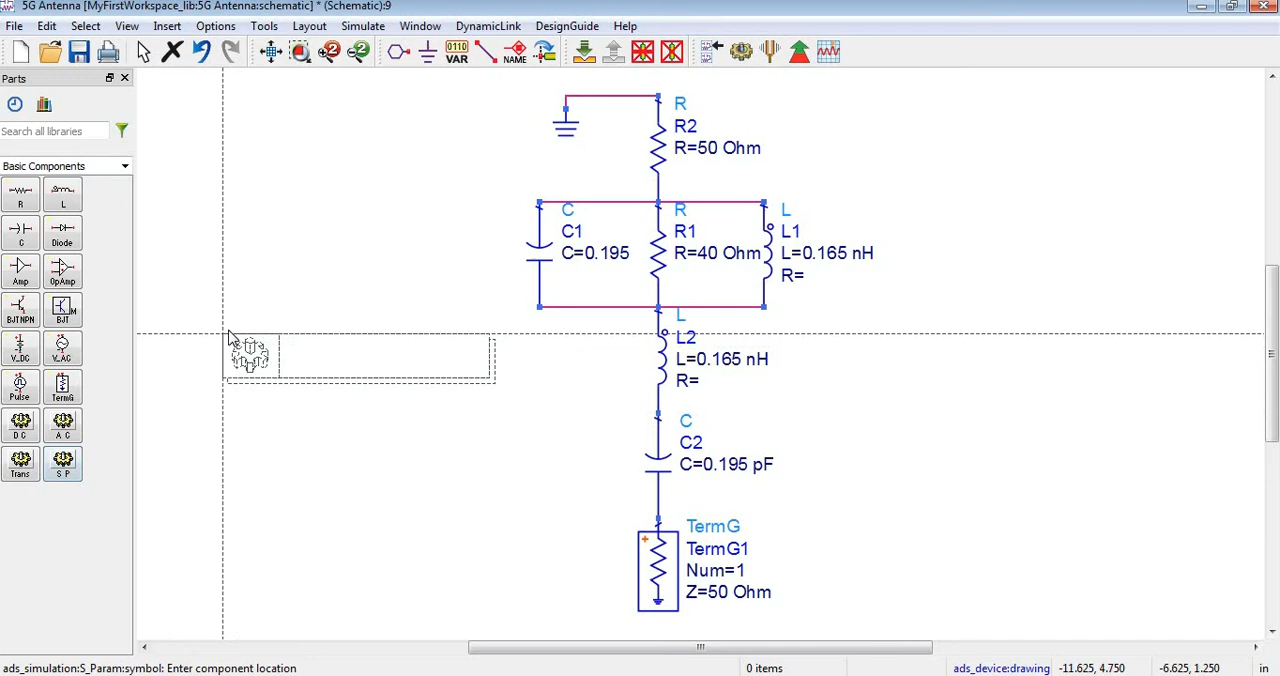 5G Antenna [MyFirstWorkspace_lib:5G Antenna:schematic] * (Schematic):9
File Edit Select View Insert Options Tools Layout Simulate Window DynamicLink DesignGuide Help
0110
VAR
NAME
Parts
Search all libraries
Basic Components
R L
C Diode
Amp OpAmp
BJTNPN BJT
M
V_DC V_AC
Pulse TermG
D C A C
Trans S P
R
R2
R=50 Ohm
C
C1
C=0.195
R
R1
R=40 Ohm
L
L1
L=0.165 nH
R=
L
L2
L=0.165 nH
R=
C
C2
C=0.195 pF
TermG
TermG1
Num=1
Z=50 Ohm
ads_simulation:S_Param:symbol: Enter component location 0 items ads_device:drawing -11.625, 4.750 -6.625, 1.250 in